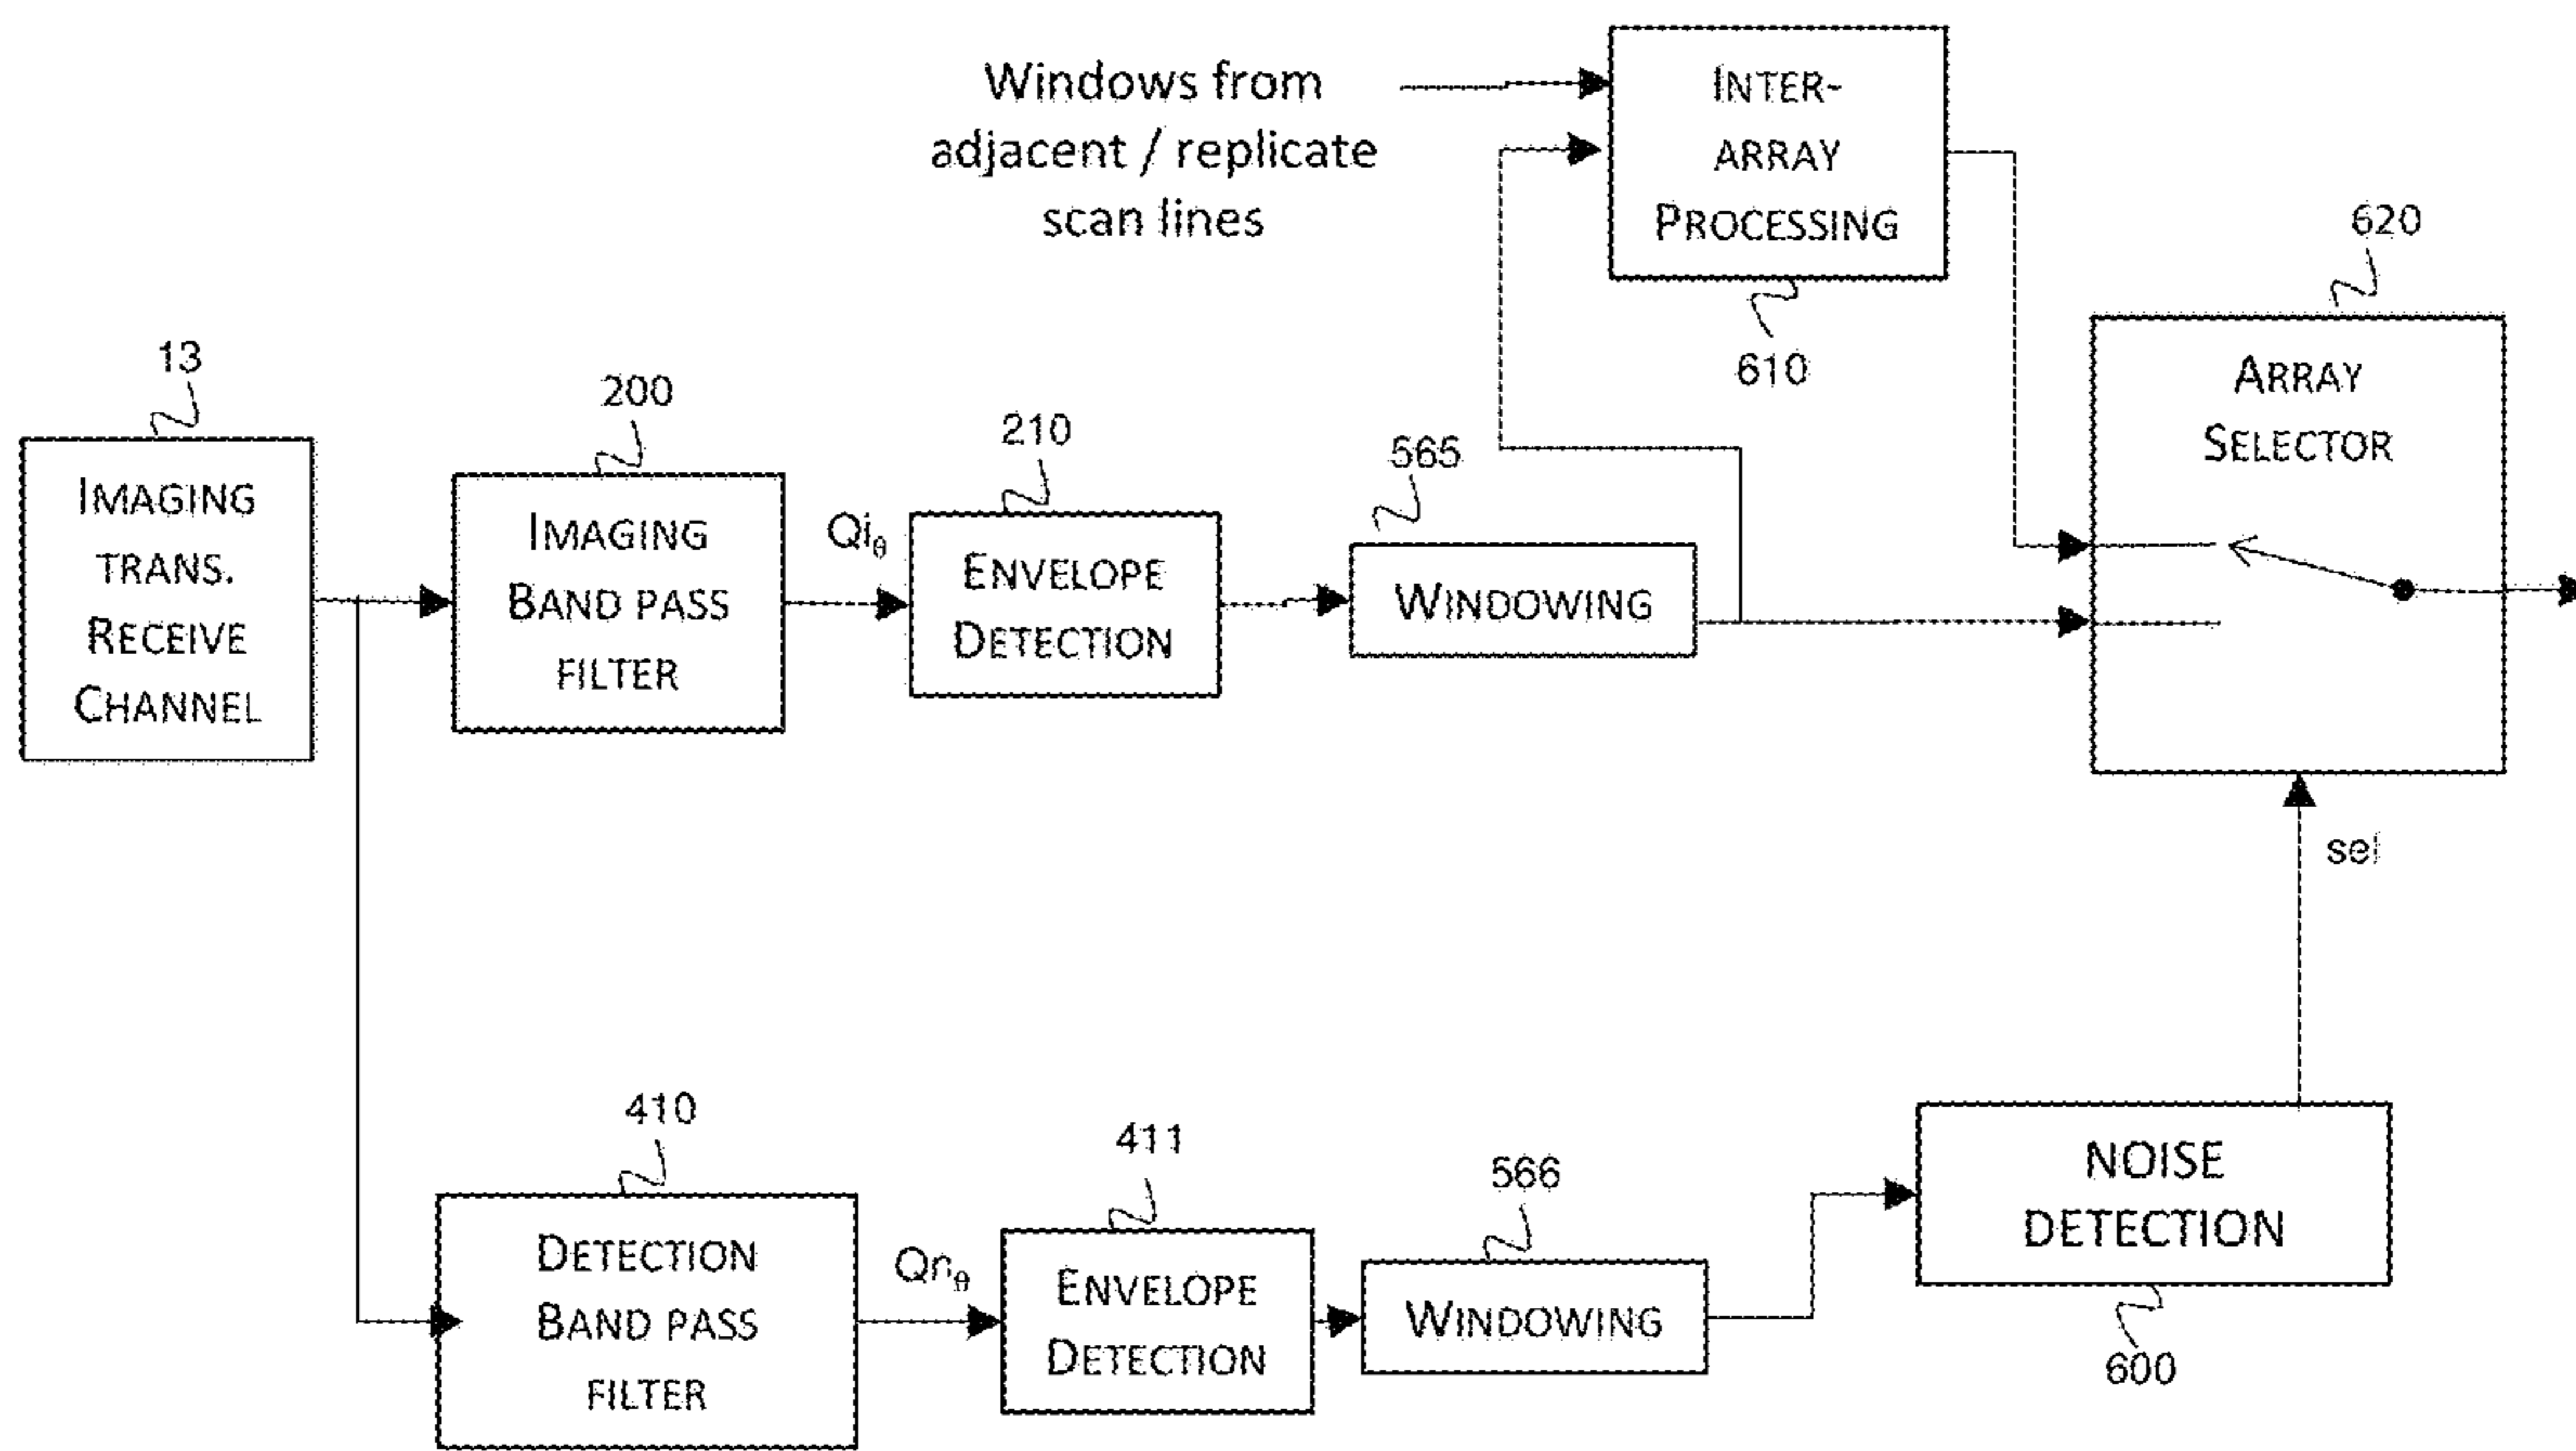 Windows from
adjacent / replicate
scan lines
INTER-
ARRAY
PROCESSING
610
620
ARRAY
SELECTOR
13
IMAGING
TRANS.
RECEIVE
CHANNEL
200
IMAGING
BAND PASS
FILTER
Qiθ
210
ENVELOPE
DETECTION
565
WINDOWING
sel
410
DETECTION
BAND PASS
FILTER
Qnθ
411
ENVELOPE
DETECTION
566
WINDOWING
NOISE
DETECTION
600